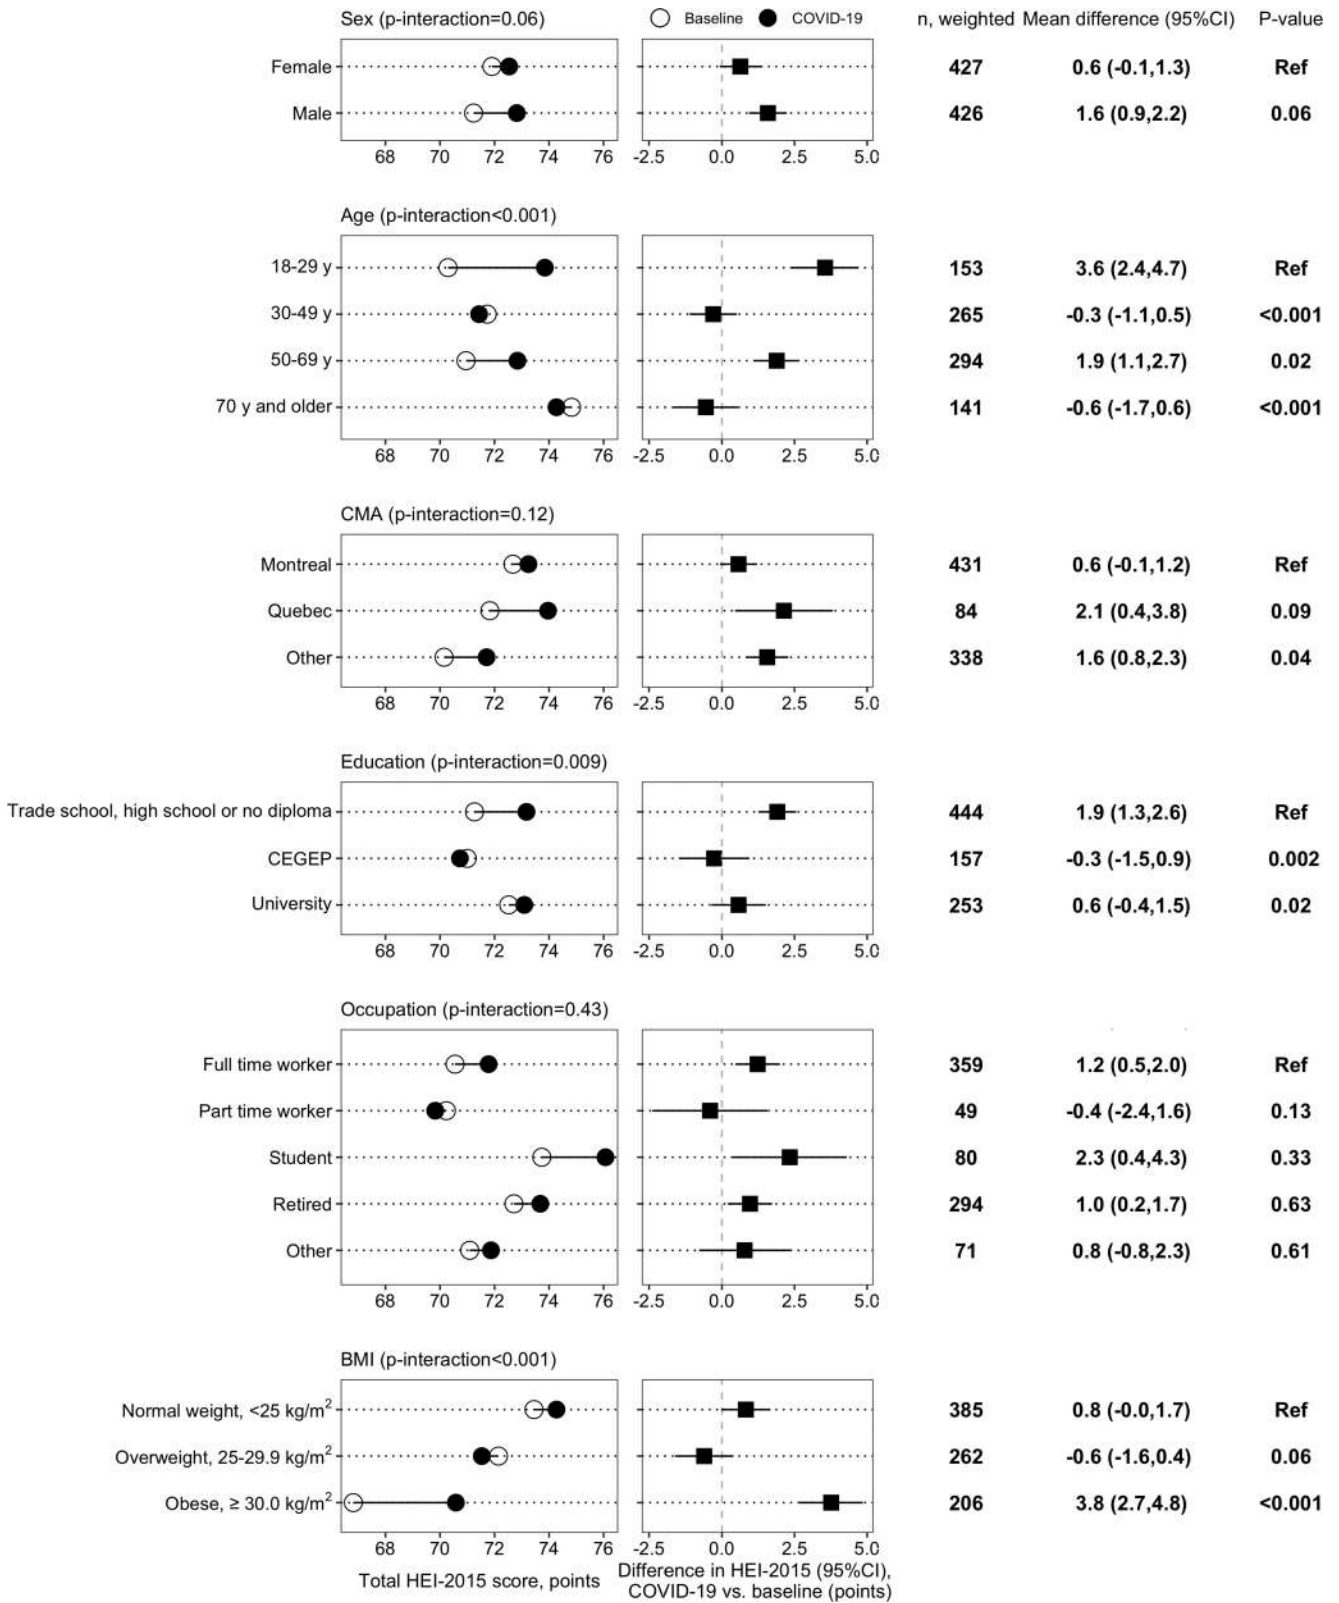 Sex (p-interaction=0.06) Baseline COVID-19 n, weighted Mean difference (95%CI) P-value
Female 427 0.6 (-0.1,1.3) Ref
Male 426 1.6 (0.9,2.2) 0.06
68 70 72 74 76 -2.5 0.0 2.5 5.0
Age (p-interaction<0.001)
18-29 y 153 3.6 (2.4,4.7) Ref
30-49 y 265 -0.3 (-1.1,0.5) <0.001
50-69 y 294 1.9 (1.1,2.7) 0.02
70 y and older 141 -0.6 (-1.7,0.6) <0.001
68 70 72 74 76 -2.5 0.0 2.5 5.0
CMA (p-interaction=0.12)
Montreal 431 0.6 (-0.1,1.2) Ref
Quebec 84 2.1 (0.4,3.8) 0.09
Other 338 1.6 (0.8,2.3) 0.04
68 70 72 74 76 -2.5 0.0 2.5 5.0
Education (p-interaction=0.009)
Trade school, high school or no diploma 444 1.9 (1.3,2.6) Ref
CEGEP 157 -0.3 (-1.5,0.9) 0.002
University 253 0.6 (-0.4,1.5) 0.02
68 70 72 74 76 -2.5 0.0 2.5 5.0
Occupation (p-interaction=0.43)
Full time worker 359 1.2 (0.5,2.0) Ref
Part time worker 49 -0.4 (-2.4,1.6) 0.13
Student 80 2.3 (0.4,4.3) 0.33
Retired 294 1.0 (0.2,1.7) 0.63
Other 71 0.8 (-0.8,2.3) 0.61
68 70 72 74 76 -2.5 0.0 2.5 5.0
BMI (p-interaction<0.001)
Normal weight, <25 kg/m² 385 0.8 (-0.0,1.7) Ref
Overweight, 25-29.9 kg/m² 262 -0.6 (-1.6,0.4) 0.06
Obese, ≥ 30.0 kg/m² 206 3.8 (2.7,4.8) <0.001
68 70 72 74 76 -2.5 0.0 2.5 5.0
Total HEI-2015 score, points
Difference in HEI-2015 (95%CI),
COVID-19 vs. baseline (points)